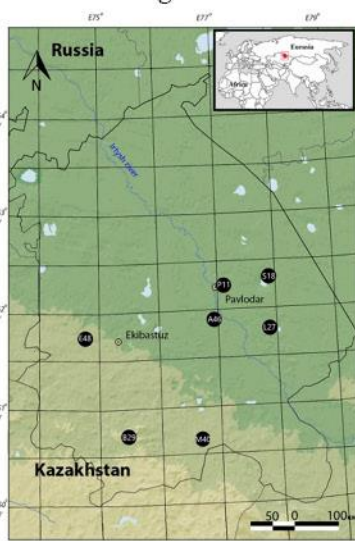 E75° E77° E79°
Russia
Eurasia
Africa
N
Irtysh river
S18
P11
Pavlodar
A46
L27
E48
Ekibastuz
B29
M40
Kazakhstan
50 0 100